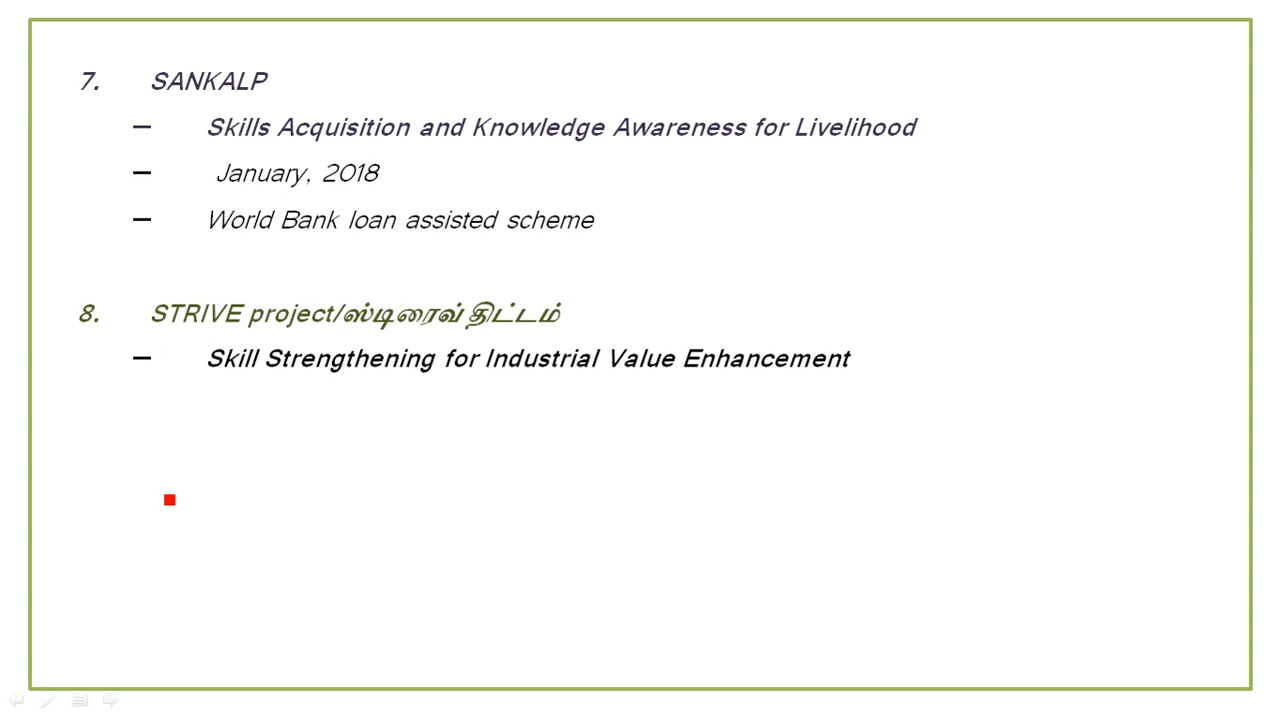 7. SANKALP
– Skills Acquisition and Knowledge Awareness for Livelihood
– January, 2018
– World Bank loan assisted scheme
8. STRIVE project/ஸ்டிரைவ் திட்டம்
– Skill Strengthening for Industrial Value Enhancement